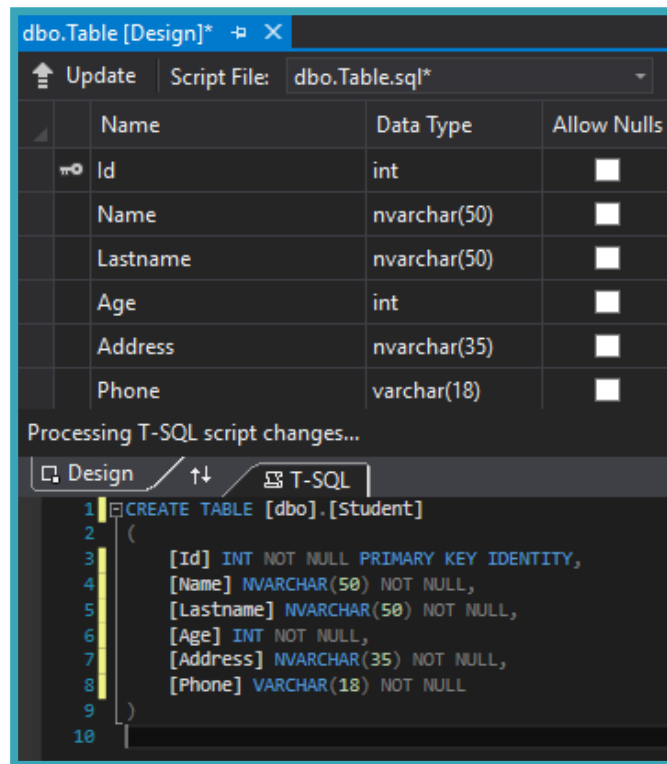 dbo.Table [Design]*
Update Script File: dbo.Table.sql*
Name Data Type Allow Nulls
Id int
Name nvarchar(50)
Lastname nvarchar(50)
Age int
Address nvarchar(35)
Phone varchar(18)
Processing T-SQL script changes...
Design T-SQL
1 CREATE TABLE [dbo].[Student]
2 (
3 [Id] INT NOT NULL PRIMARY KEY IDENTITY,
4 [Name] NVARCHAR(50) NOT NULL,
5 [Lastname] NVARCHAR(50) NOT NULL,
6 [Age] INT NOT NULL,
7 [Address] NVARCHAR(35) NOT NULL,
8 [Phone] VARCHAR(18) NOT NULL
9 )
10